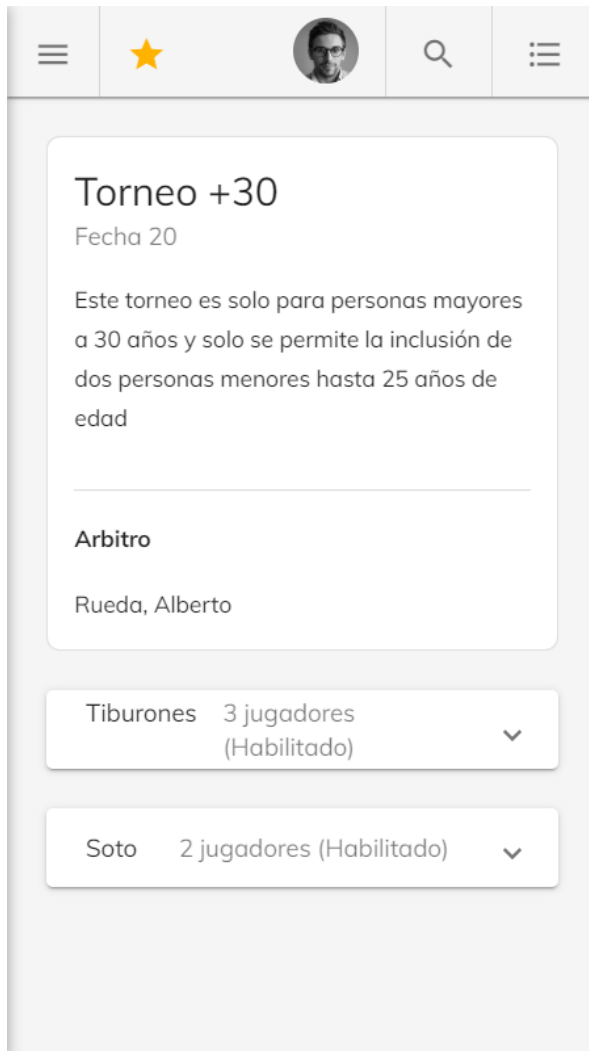 Torneo +30
Fecha 20
Este torneo es solo para personas mayores
a 30 años y solo se permite la inclusión de
dos personas menores hasta 25 años de
edad
Arbitro
Rueda, Alberto
Tiburones 3 jugadores
(Habilitado)
Soto 2 jugadores (Habilitado)